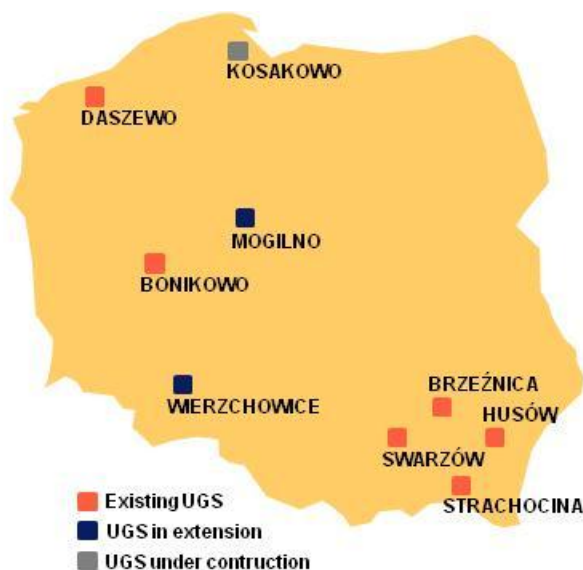 KOSAKOWO
DASZEWO
MOGILNO
BONIKOWO
BRZEŹNICA
WIERZCHOWICE
HUSÓW
SWARZÓW
STRACHOCINA
Existing UGS
UGS in extension
UGS under contruction